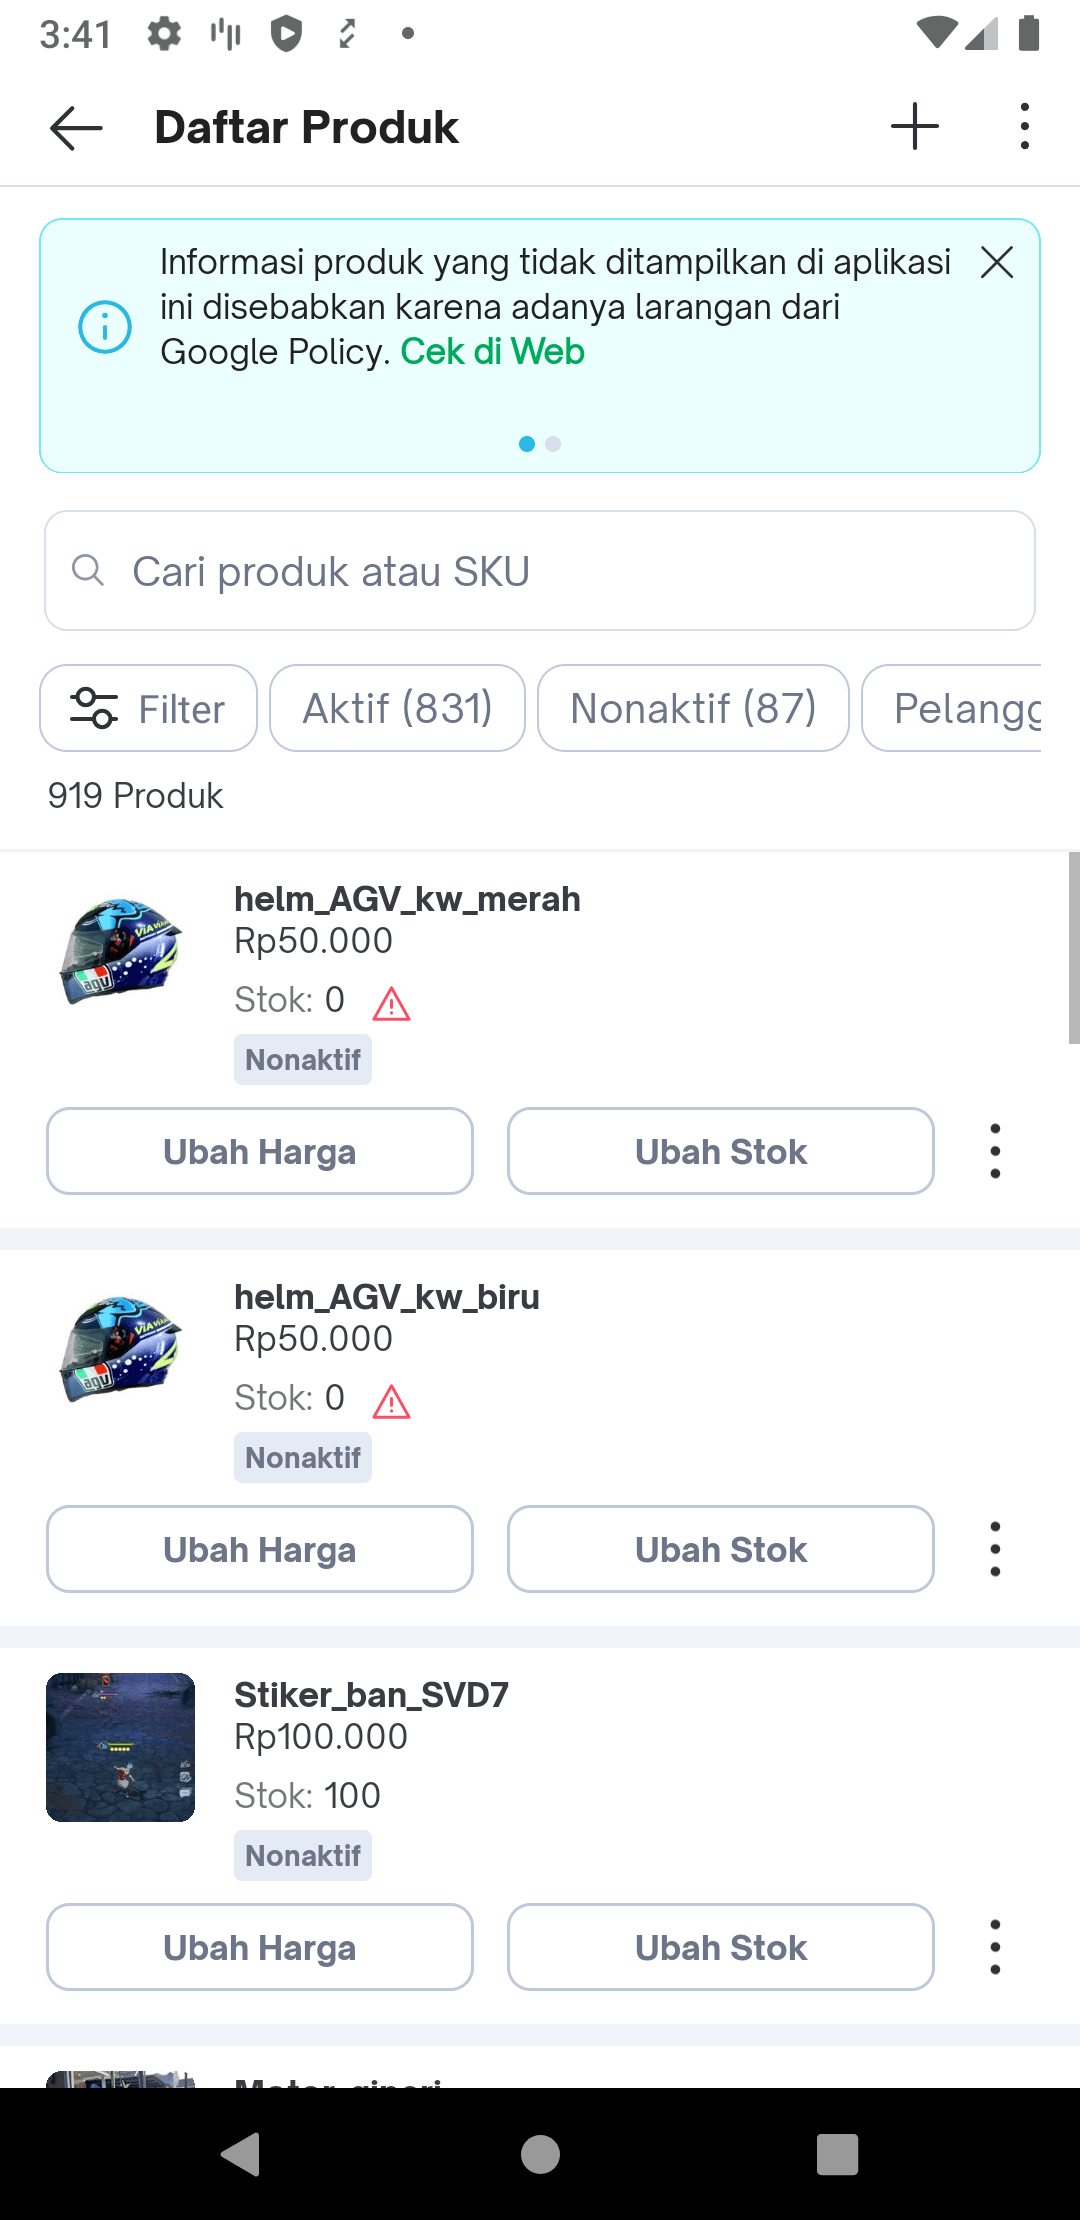 3:41
Daftar Produk
Informasi produk yang tidak ditampilkan di aplikasi
ini disebabkan karena adanya larangan dari
Google Policy. Cek di Web
Cari produk atau SKU
Filter
Aktif (831)
Nonaktif (87)
Pelangg
919 Produk
helm_AGV_kw_merah
Rp50.000
Stok: 0
Nonaktif
Ubah Harga
Ubah Stok
helm_AGV_kw_biru
Rp50.000
Stok: 0
Nonaktif
Ubah Harga
Ubah Stok
Stiker_ban_SVD7
Rp100.000
Stok: 100
Nonaktif
Ubah Harga
Ubah Stok